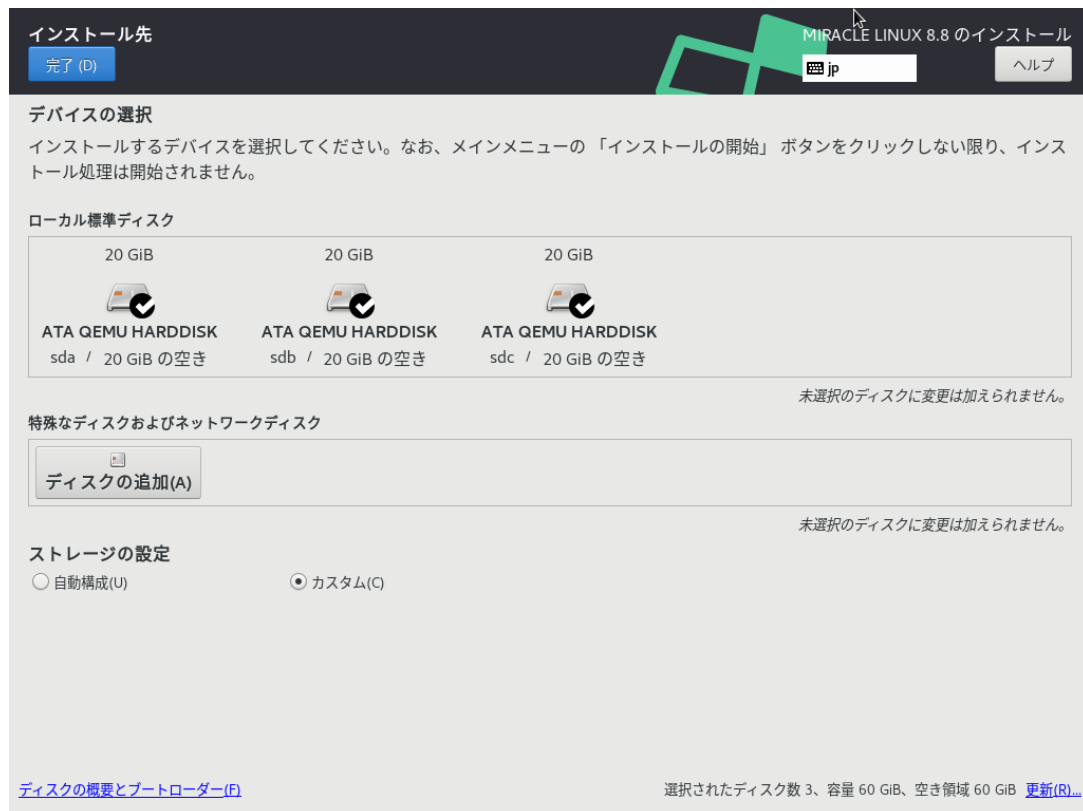 インストール先
MIRACLE LINUX 8.8 のインストール
完了 (D)
jp
ヘルプ
デバイスの選択
インストールするデバイスを選択してください。なお、メインメニューの 「インストールの開始」 ボタンをクリックしない限り、インス
トール処理は開始されません。
ローカル標準ディスク
20 GiB 20 GiB 20 GiB
ATA QEMU HARDDISK ATA QEMU HARDDISK ATA QEMU HARDDISK
sda / 20 GiB の空き sdb / 20 GiB の空き sdc / 20 GiB の空き
未選択のディスクに変更は加えられません。
特殊なディスクおよびネットワークディスク
ディスクの追加(A)
未選択のディスクに変更は加えられません。
ストレージの設定
自動構成(U) カスタム(C)
ディスクの概要とブートローダー(F) 選択されたディスク数 3、容量 60 GiB、空き領域 60 GiB 更新(R)...